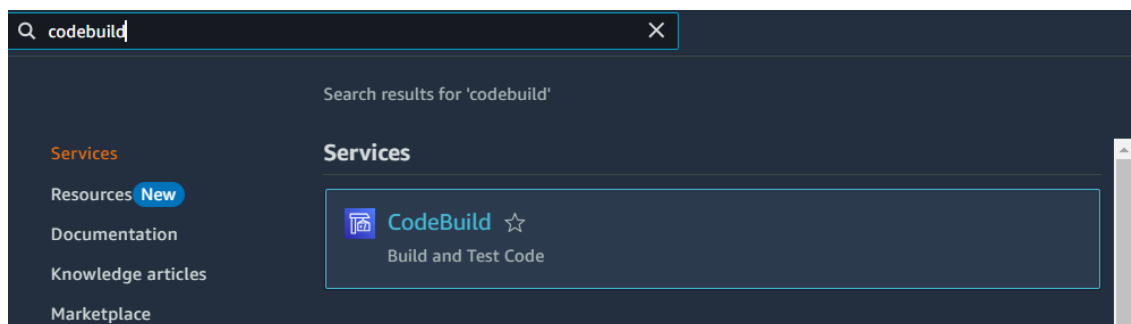 codebuild
Search results for 'codebuild'
Services
Resources New
Documentation
Knowledge articles
Marketplace
Services
CodeBuild
Build and Test Code